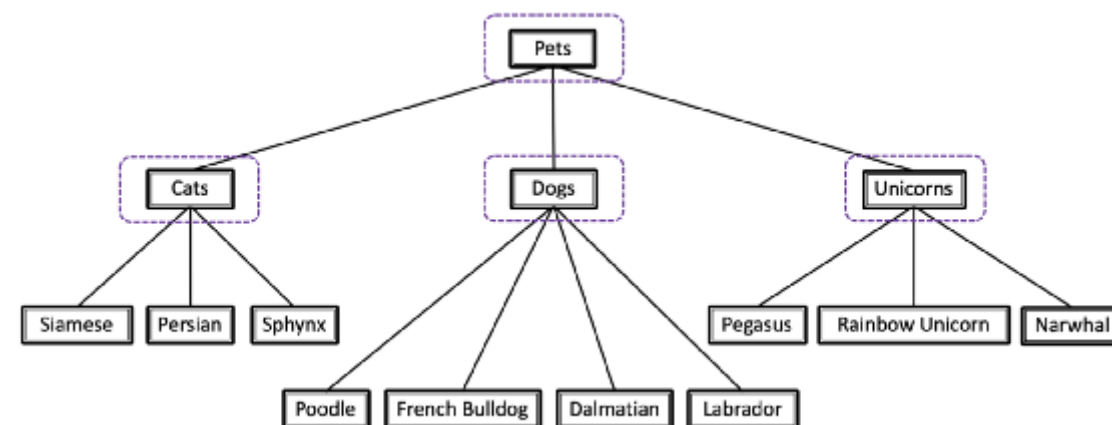 Pets
Cats
Dogs
Unicorns
Siamese
Persian
Sphynx
Pegasus
Rainbow Unicorn
Narwhal
Poodle
French Bulldog
Dalmatian
Labrador